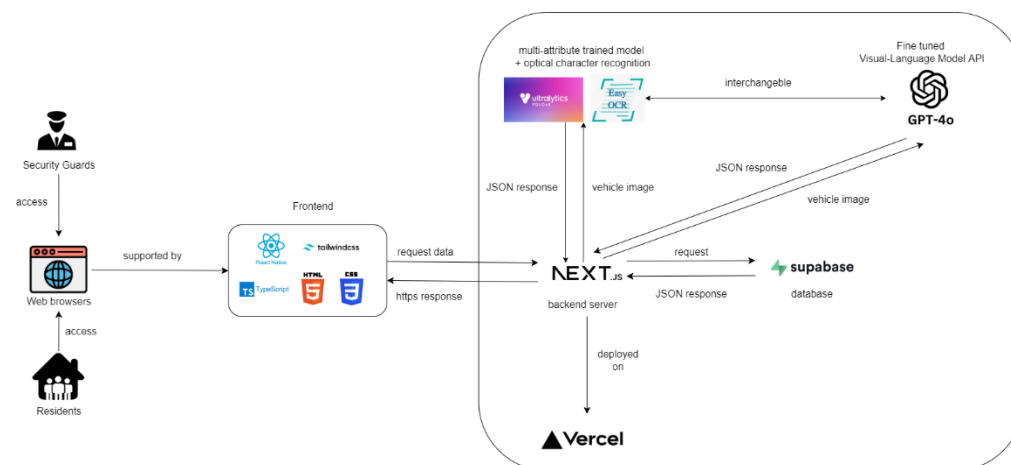 multi-attribute trained model
+ optical character recognition
Fine tuned
Visual-Language Model API
ultralytics
YOLOv8
Easy
OCR
interchangeble
GPT-4o
Security Guards
access
JSON response
vehicle image
JSON response
vehicle image
Frontend
React Native
tailwindcss
TS TypeScript
HTML
5
CSS
3
supported by
request data
https response
Web browsers
access
Residents
NEXT.JS
backend server
request
JSON response
supabase
database
deployed
on
Vercel